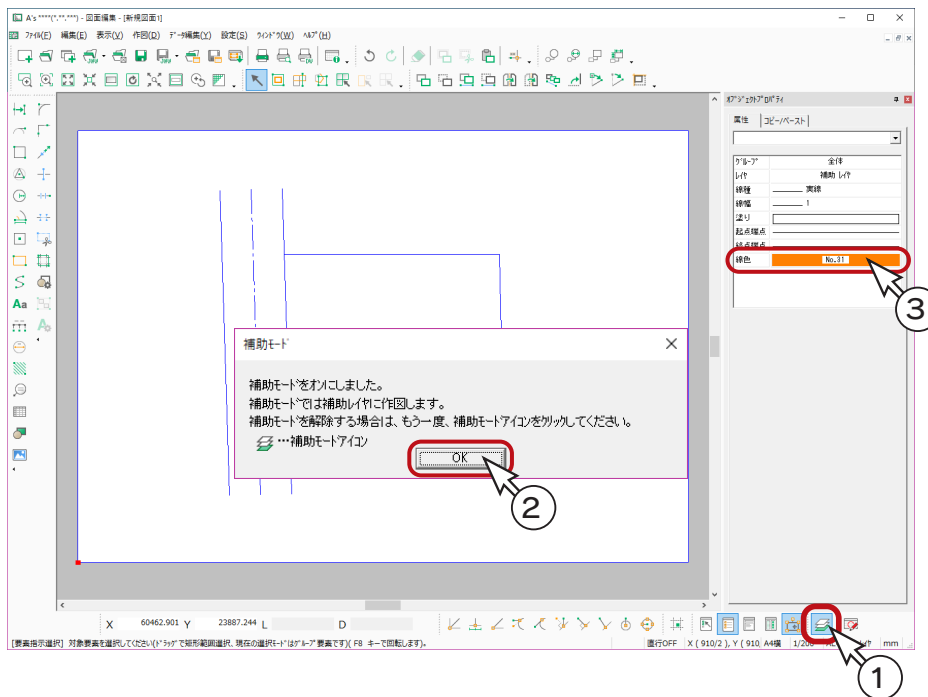 A's ****(*.**.***) - 図面編集 - [新規図面1]
ﾌｧｲﾙ(F) 編集(E) 表示(V) 作図(D) ﾃﾞｰﾀ編集(Y) 設定(S) ｳｨﾝﾄﾞｳ(W) ﾍﾙﾌﾟ(H)
JWW
JWW
ｵﾌﾞｼﾞｪｸﾄﾌﾟﾛﾊﾟﾃｨ
属性 ｺﾋﾟｰ/ﾍﾟｰｽﾄ
ｸﾞﾙｰﾌﾟ 全体
ﾚｲﾔ 補助 ﾚｲﾔ
線種 実線
線幅 1
塗り
起点端点
終点端点
線色 No.31
3
Aa
補助ﾓｰﾄﾞ
補助ﾓｰﾄﾞをｵﾝにしました。
補助ﾓｰﾄﾞでは補助ﾚｲﾔに作図します。
補助ﾓｰﾄﾞを解除する場合は、もう一度、補助ﾓｰﾄﾞｱｲｺﾝをｸﾘｯｸしてください。
…補助ﾓｰﾄﾞｱｲｺﾝ
OK
2
X 60462.901 Y 23887.244 L D
[要素指示選択] 対象要素を選択してください(ﾄﾞﾗｯｸﾞで矩形範囲選択、現在の選択ﾓｰﾄﾞはｸﾞﾙｰﾌﾟ要素です)( F8 キーで回転します)。
直行OFF X ( 910/2 ), Y ( 910, A4横 1/200 mm
1